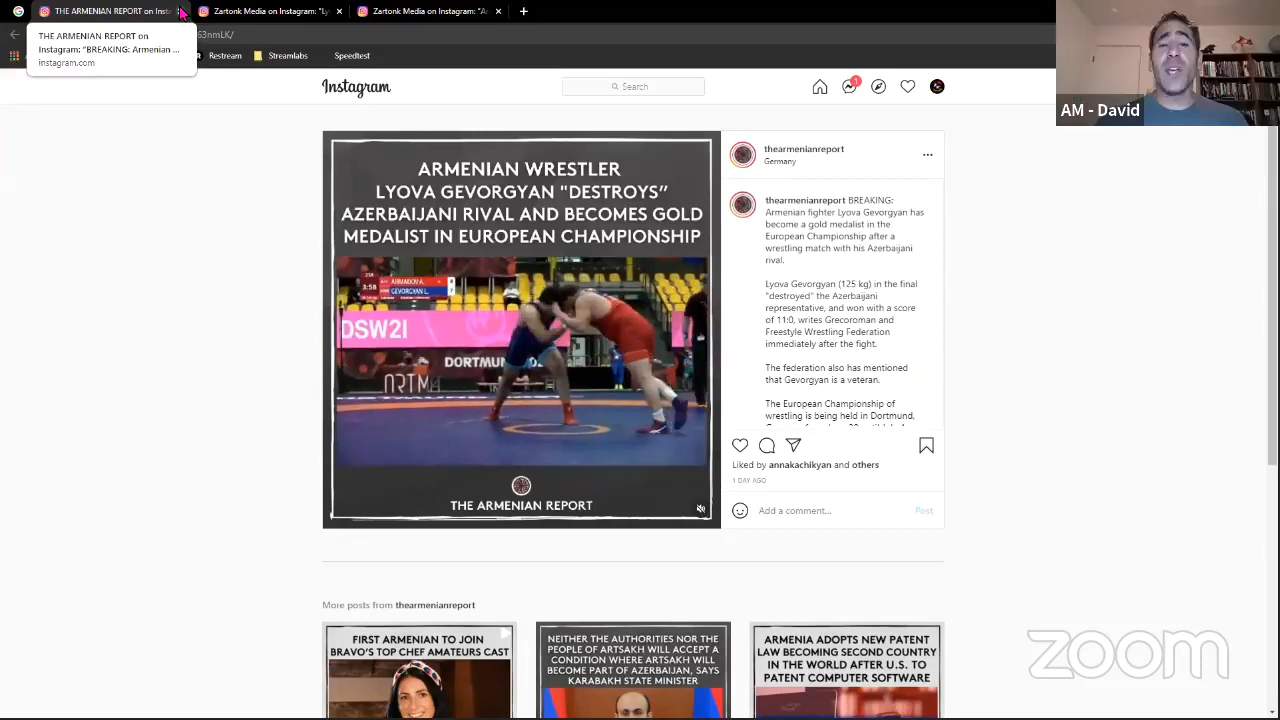 THE ARMENIAN REPORT on Insta
Zartonk Media on Instagram: "Ly
Zartonk Media on Instagram: "Ar
THE ARMENIAN REPORT on
Instagram: "BREAKING: Armenian ...
instagram.com
63nmLK/
Restream
Streamlabs
Speedtest
Instagram
Search
1
AM - David
ARMENIAN WRESTLER
LYOVA GEVORGYAN "DESTROYS"
AZERBAIJANI RIVAL AND BECOMES GOLD
MEDALIST IN EUROPEAN CHAMPIONSHIP
3:58
AHMADOV A.
GEVORGYAN L.
DSW21
DORTMUN
THE ARMENIAN REPORT
thearmenianreport
Germany
thearmenianreport BREAKING:
Armenian fighter Lyova Gevorgyan has
become a gold medalist in the
European Championship after a
wrestling match with his Azerbaijani
rival.
Lyova Gevorgyan (125 kg) in the final
"destroyed" the Azerbaijani
representative, and won with a score
of 11:0, writes Grecoroman and
Freestyle Wrestling Federation
immediately after the fight.
The federation also has mentioned
that Gevorgyan is a veteran.
The European Championship of
wrestling is being held in Dortmund,
Liked by annakachikyan and others
1 DAY AGO
Add a comment...
Post
More posts from thearmenianreport
FIRST ARMENIAN TO JOIN
BRAVO'S TOP CHEF AMATEURS CAST
NEITHER THE AUTHORITIES NOR THE
PEOPLE OF ARTSAKH WILL ACCEPT A
CONDITION WHERE ARTSAKH WILL
BECOME PART OF AZERBAIJAN, SAYS
KARABAKH STATE MINISTER
ARMENIA ADOPTS NEW PATENT
LAW BECOMING SECOND COUNTRY
IN THE WORLD AFTER U.S. TO
PATENT COMPUTER SOFTWARE
zoom